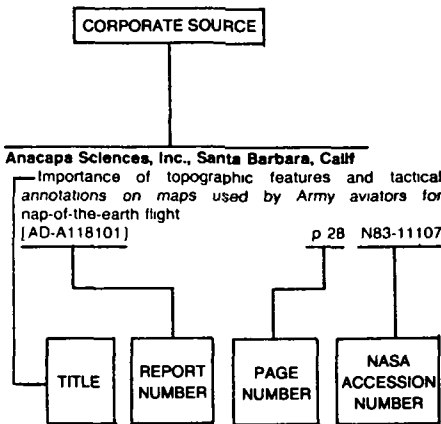 CORPORATE SOURCE
Anacapa Sciences, Inc., Santa Barbara, Calif
Importance of topographic features and tactical
annotations on maps used by Army aviators for
nap-of-the-earth flight
[AD-A118101] p 28 N83-11107
TITLE
REPORT
NUMBER
PAGE
NUMBER
NASA
ACCESSION
NUMBER